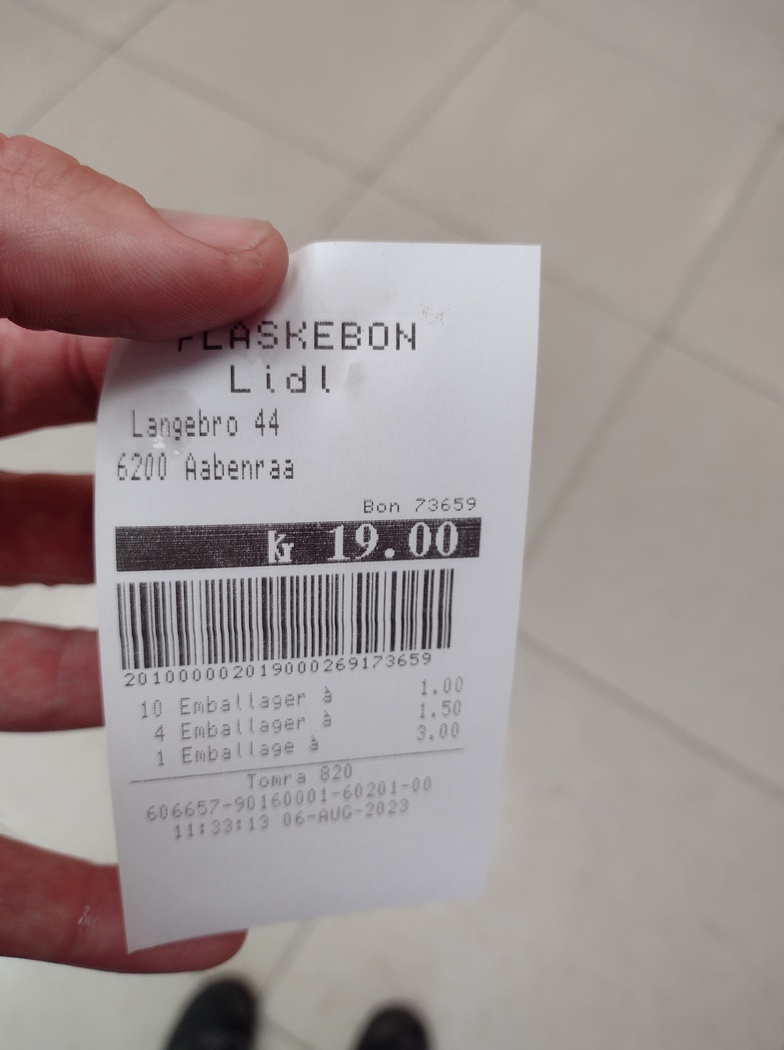 FLASKEBON
Lidl
Langebro 44
6200 Aabenraa
Bon 73659
kr 19.00
201000002019000269173659
10 Emballager à 1.00
4 Emballager à 1.50
1 Emballage à 3.00
Tomra 820
606657-90160001-60201-00
11:33:13 06-AUG-2023